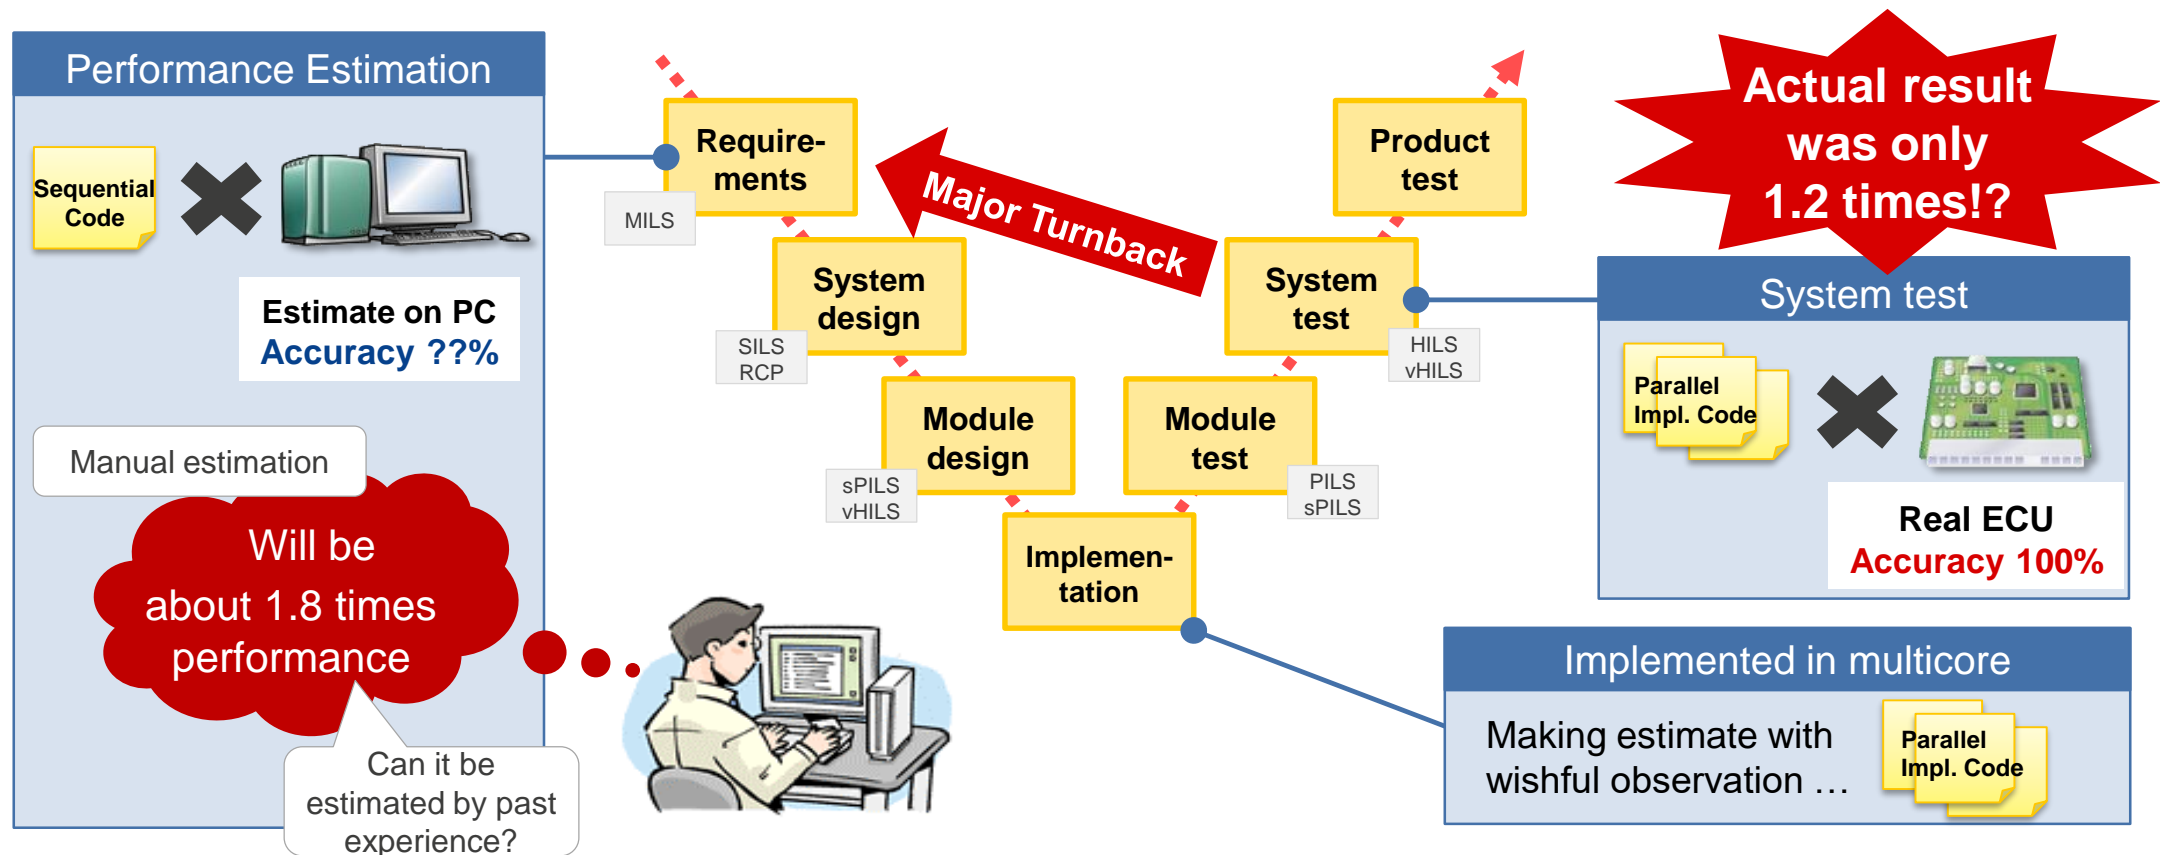 Performance Estimation
Sequential
Code
Estimate on PC
Accuracy ??%
Manual estimation
Will be
about 1.8 times
performance
Can it be
estimated by past
experience?
Require-
ments
MILS
System
design
SILS
RCP
Module
design
sPILS
vHILS
Implemen-
tation
Module
test
PILS
sPILS
System
test
HILS
vHILS
Product
test
Major Turnback
Actual result
was only
1.2 times!?
System test
Parallel
Impl. Code
Real ECU
Accuracy 100%
Implemented in multicore
Making estimate with
wishful observation …
Parallel
Impl. Code